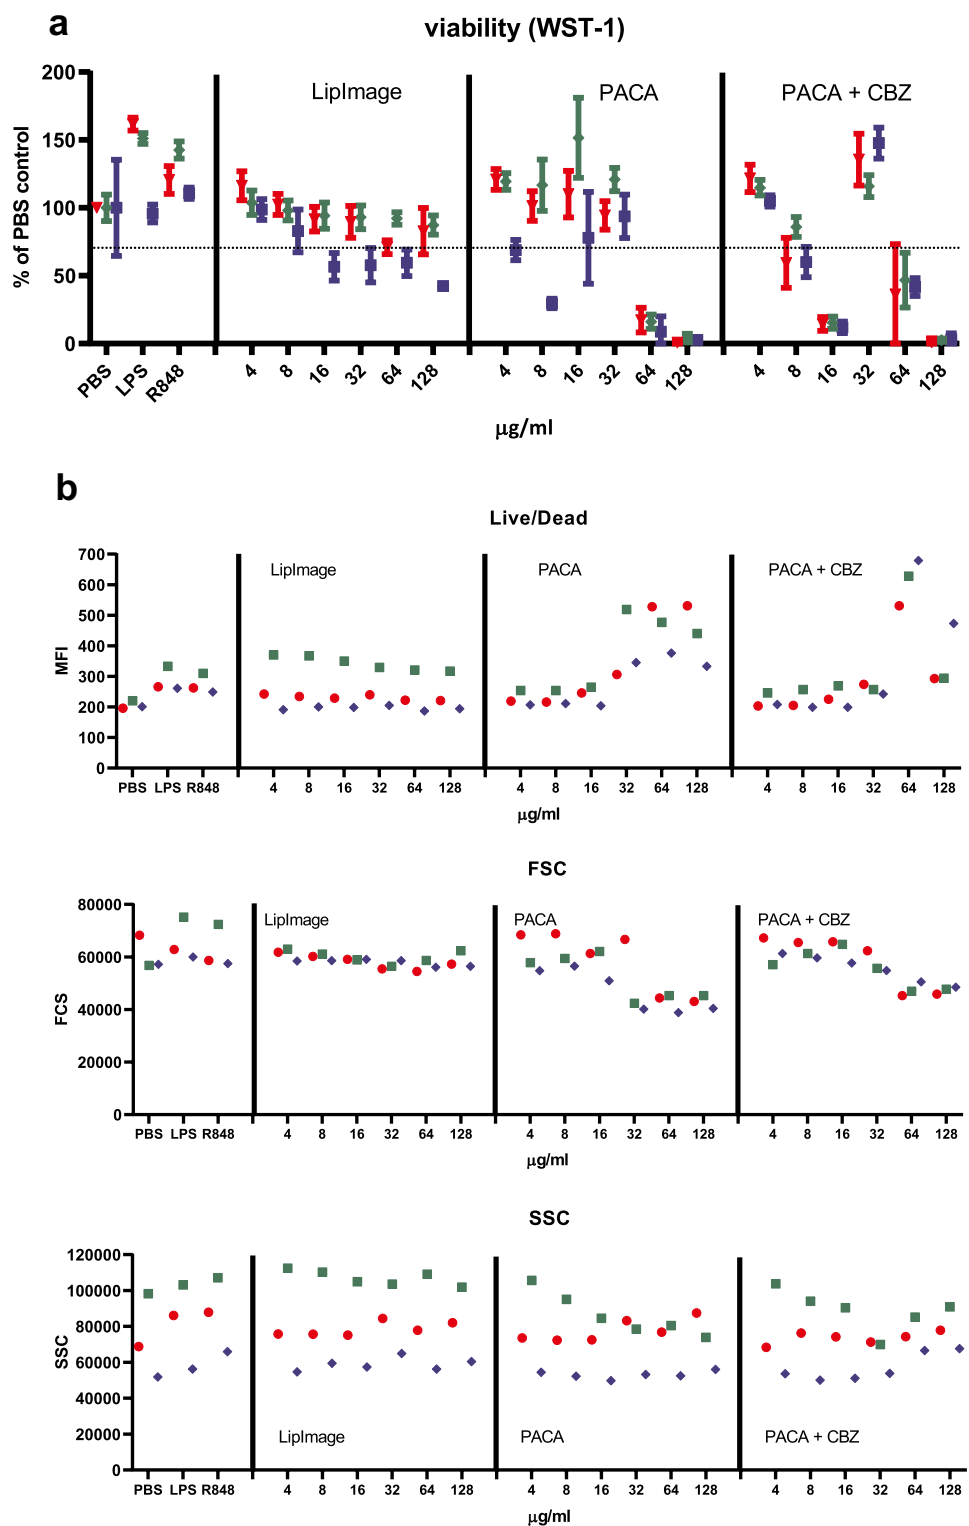 a
viability (WST-1)
% of PBS control
200
150
100
50
0
LipImage
PACA
PACA + CBZ
PBS LPS R848 4 8 16 32 64 128 4 8 16 32 64 128 4 8 16 32 64 128
μg/ml
b
Live/Dead
MFI
700
600
500
400
300
200
100
0
LipImage
PACA
PACA + CBZ
PBS LPS R848 4 8 16 32 64 128 4 8 16 32 64 128 4 8 16 32 64 128
μg/ml
FSC
FCS
80000
60000
40000
20000
0
LipImage
PACA
PACA + CBZ
PBS LPS R848 4 8 16 32 64 128 4 8 16 32 64 128 4 8 16 32 64 128
μg/ml
SSC
SSC
120000
100000
80000
60000
40000
20000
0
LipImage
PACA
PACA + CBZ
PBS LPS R848 4 8 16 32 64 128 4 8 16 32 64 128 4 8 16 32 64 128
μg/ml